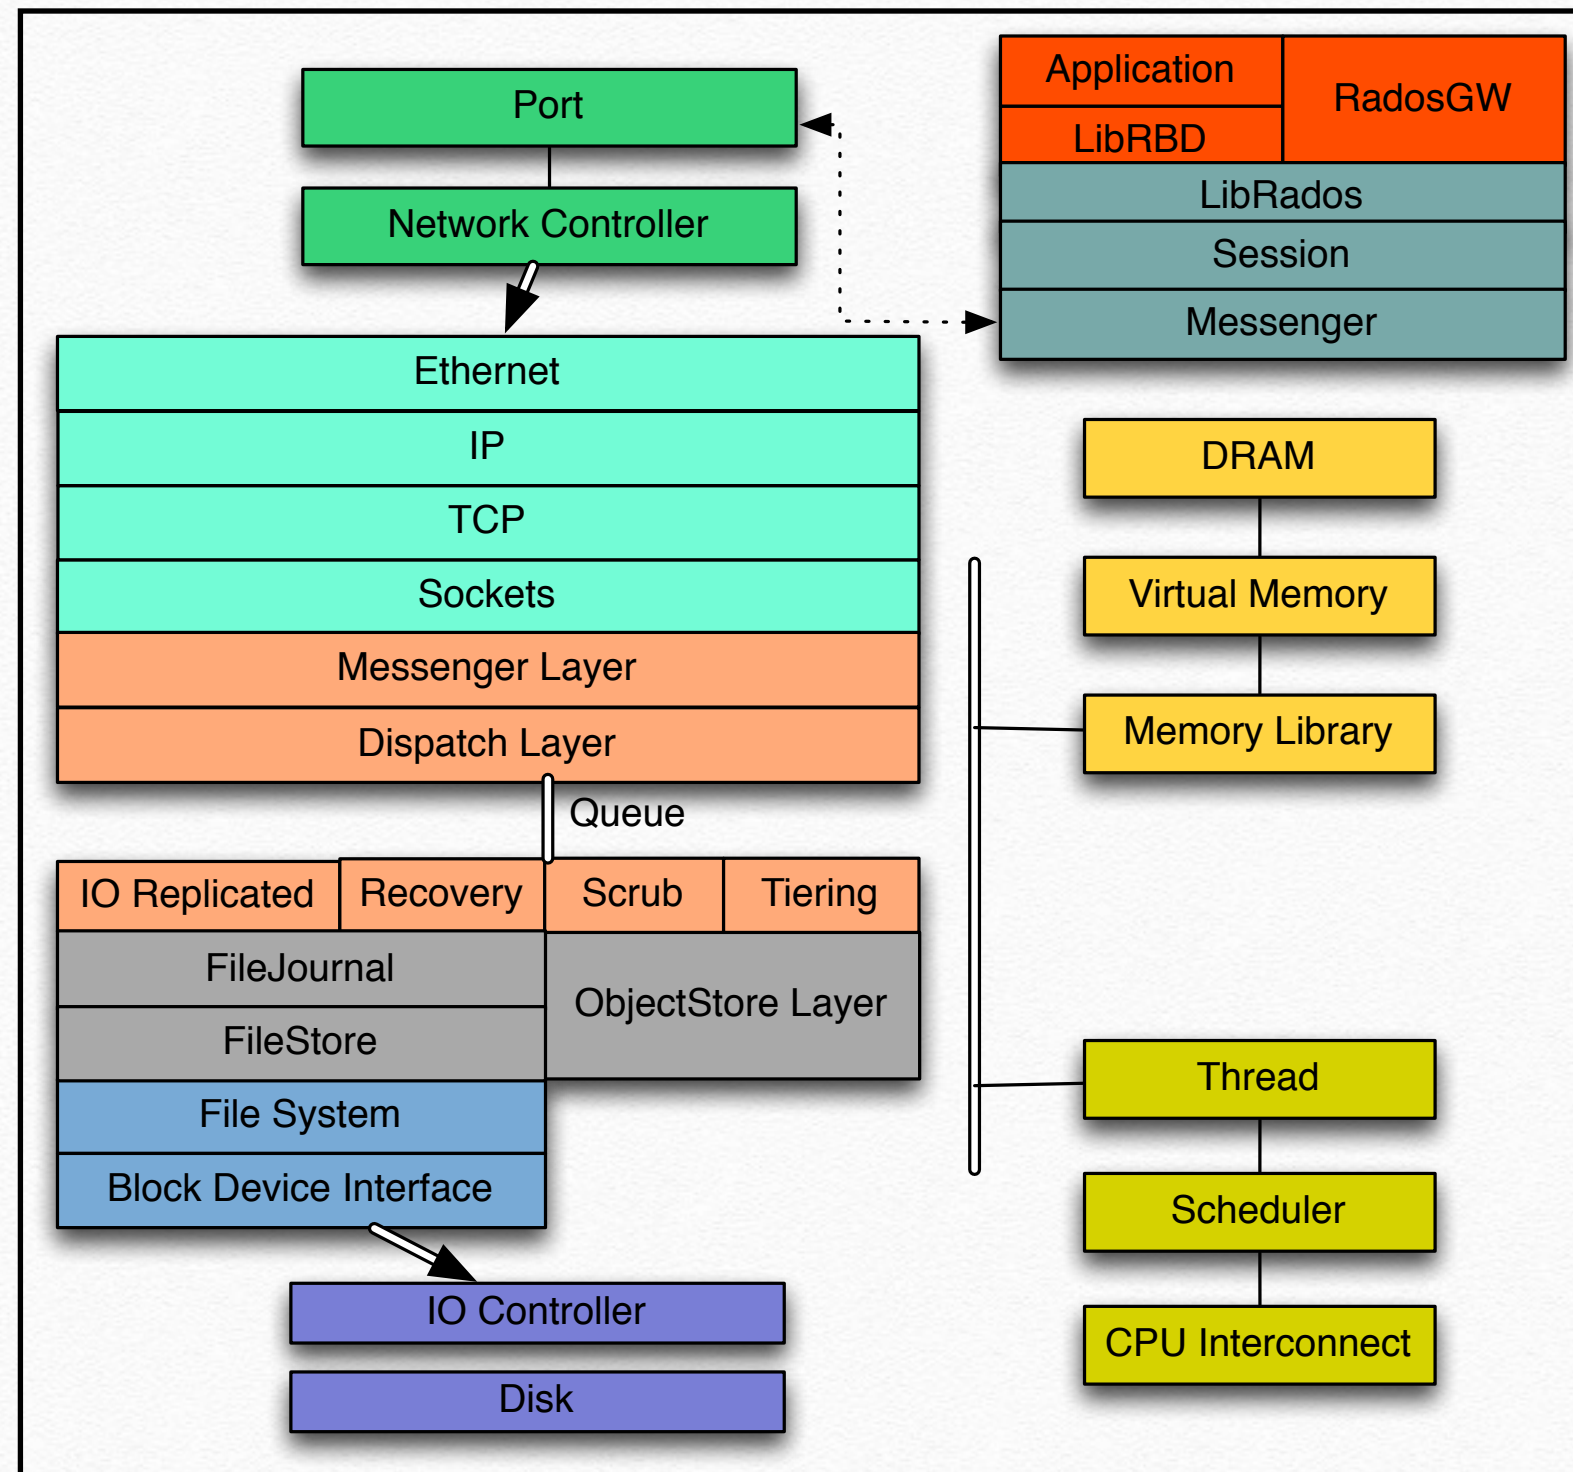 Port
Network Controller
Ethernet
IP
TCP
Sockets
Messenger Layer
Dispatch Layer
Queue
IO Replicated
Recovery
Scrub
Tiering
FileJournal
FileStore
ObjectStore Layer
File System
Block Device Interface
IO Controller
Disk
Application
RadosGW
LibRBD
LibRados
Session
Messenger
DRAM
Virtual Memory
Memory Library
Thread
Scheduler
CPU Interconnect